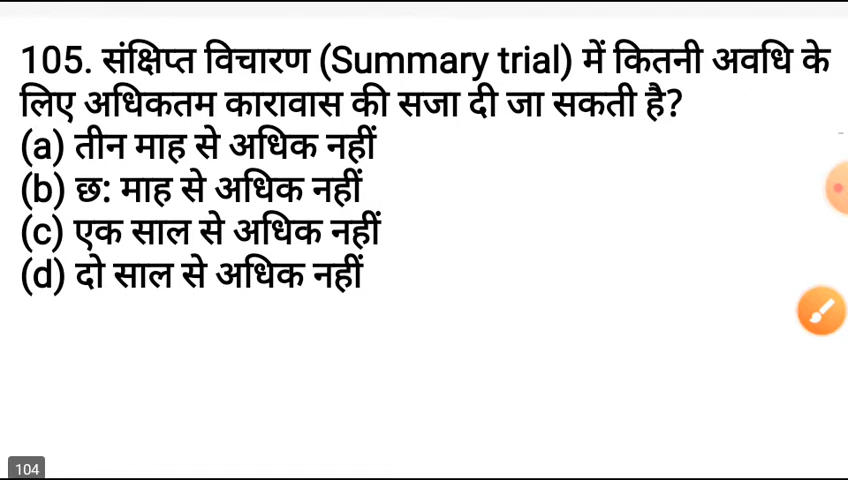 105. संक्षिप्त विचारण (Summary trial) में कितनी अवधि के
लिए अधिकतम कारावास की सजा दी जा सकती है?
(a) तीन माह से अधिक नहीं
(b) छ: माह से अधिक नहीं
(c) एक साल से अधिक नहीं
(d) दो साल से अधिक नहीं
104